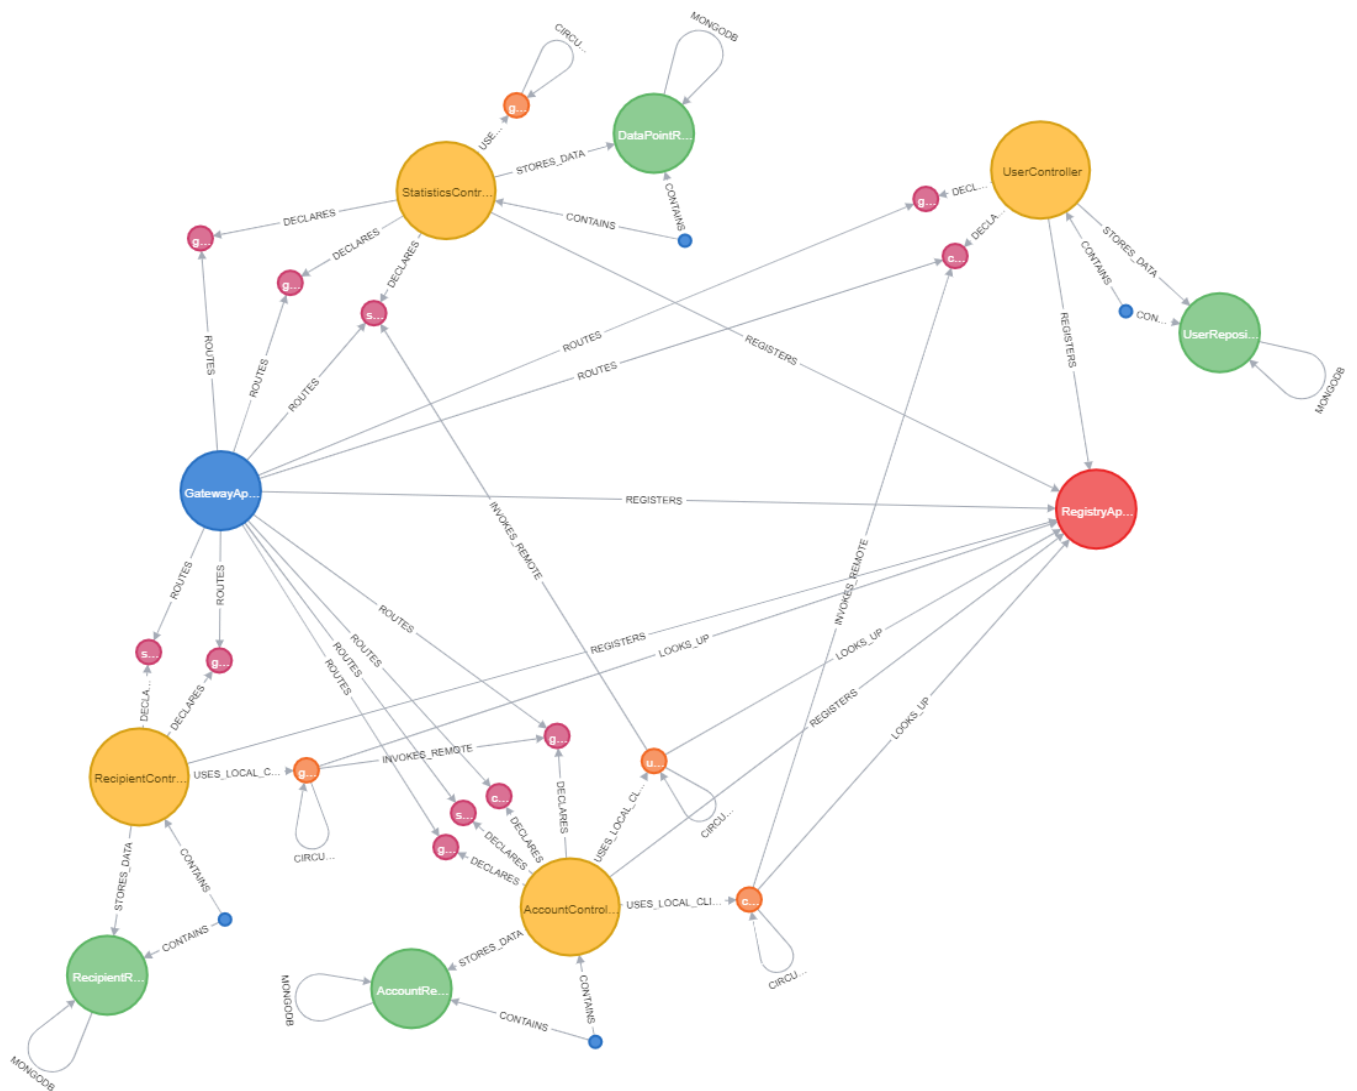 CIRCU...
MONGODB
g...
USE...
DataPointR...
STORES_DATA
StatisticsContr...
UserController
DECL...
g...
CONTAINS
CONTAINS
DECLARES
g...
DECLARES
DECLARES
DECLA
c...
STORES_DATA
CONTAINS
g...
s...
CON...
UserReposi...
MONGODB
ROUTES
ROUTES
ROUTES
ROUTES
ROUTES
REGISTERS
REGISTERS
GatewayAp...
REGISTERS
RegistryAp...
INVOKES_REMOTE
INVOKES_REMOTE
ROUTES
ROUTES
s...
g...
DECLA...
DECLARES
ROUTES
ROUTES
ROUTES
ROUTES
REGISTERS
LOOKS_UP
LOOKS_UP
REGISTERS
LOOKS_UP
RecipientContr...
USES_LOCAL_C...
g...
INVOKES_REMOTE
g...
u...
CIRCU...
c...
s...
g...
DECLARES
DECLARES
DECLARES
DECLARES
USES_LOCAL_CL...
CIRCU...
AccountControl...
USES_LOCAL_CLI...
c...
CIRCU...
STORES_DATA
CONTAINS
CONTAINS
RecipientR...
MONGODB
STORES_DATA
MONGODB
AccountRe...
CONTAINS
CONTAINS